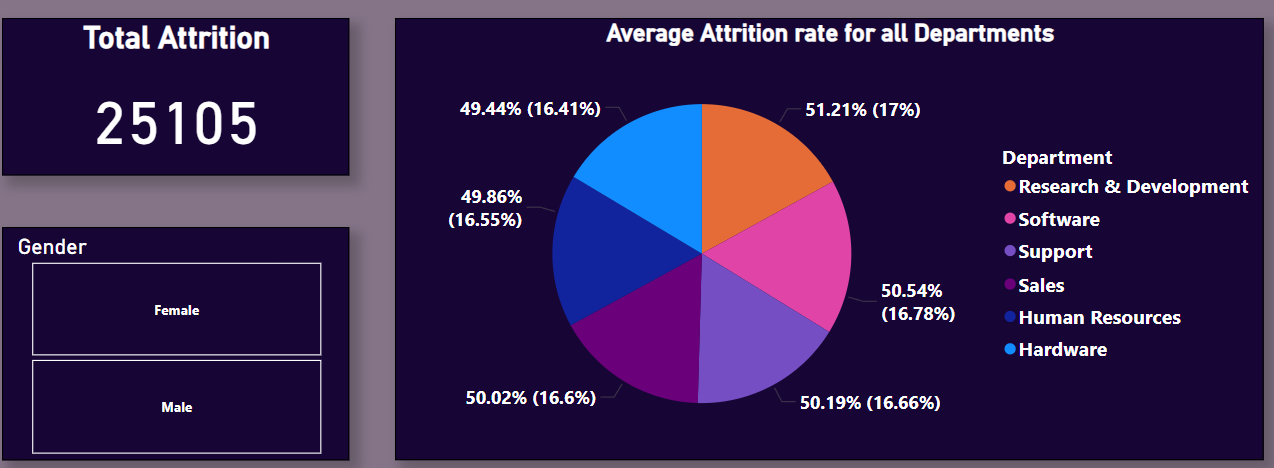 Total Attrition
25105
Gender
Female
Male
Average Attrition rate for all Departments
49.44% (16.41%)
51.21% (17%)
49.86%
(16.55%)
50.54%
(16.78%)
50.02% (16.6%)
50.19% (16.66%)
Department
Research & Development
Software
Support
Sales
Human Resources
Hardware